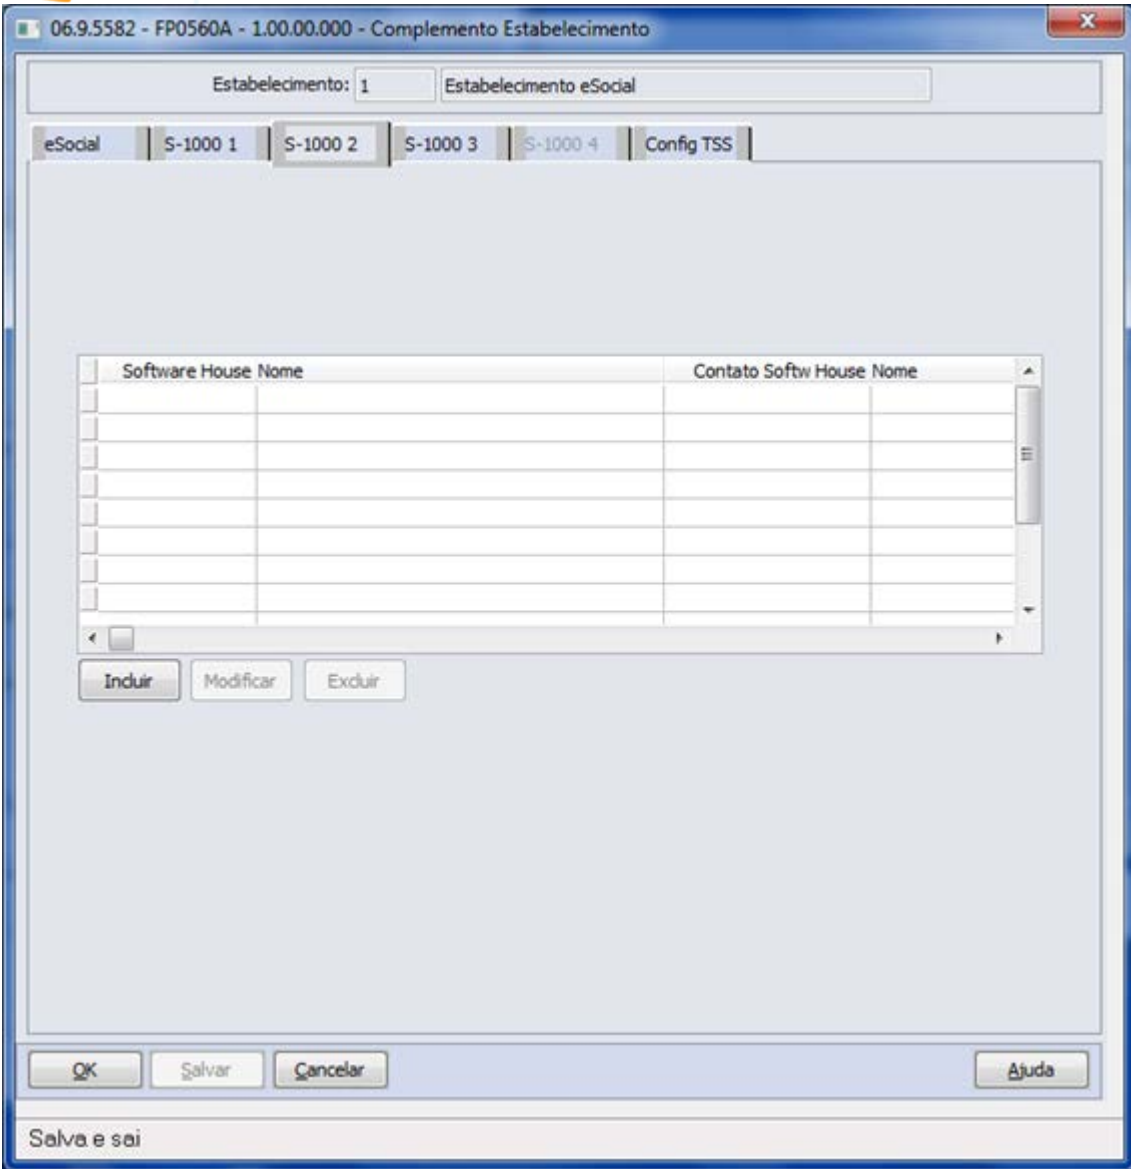 06.9.5582 - FP0560A - 1.00.00.000 - Complemento Estabelecimento
Estabelecimento: 1 Estabelecimento eSocial
eSocial S-1000 1 S-1000 2 S-1000 3 S-1000 4 Config TSS
Software House Nome Contato Softw House Nome
Incluir Modificar Excluir
OK Salvar Cancelar Ajuda
Salva e sai